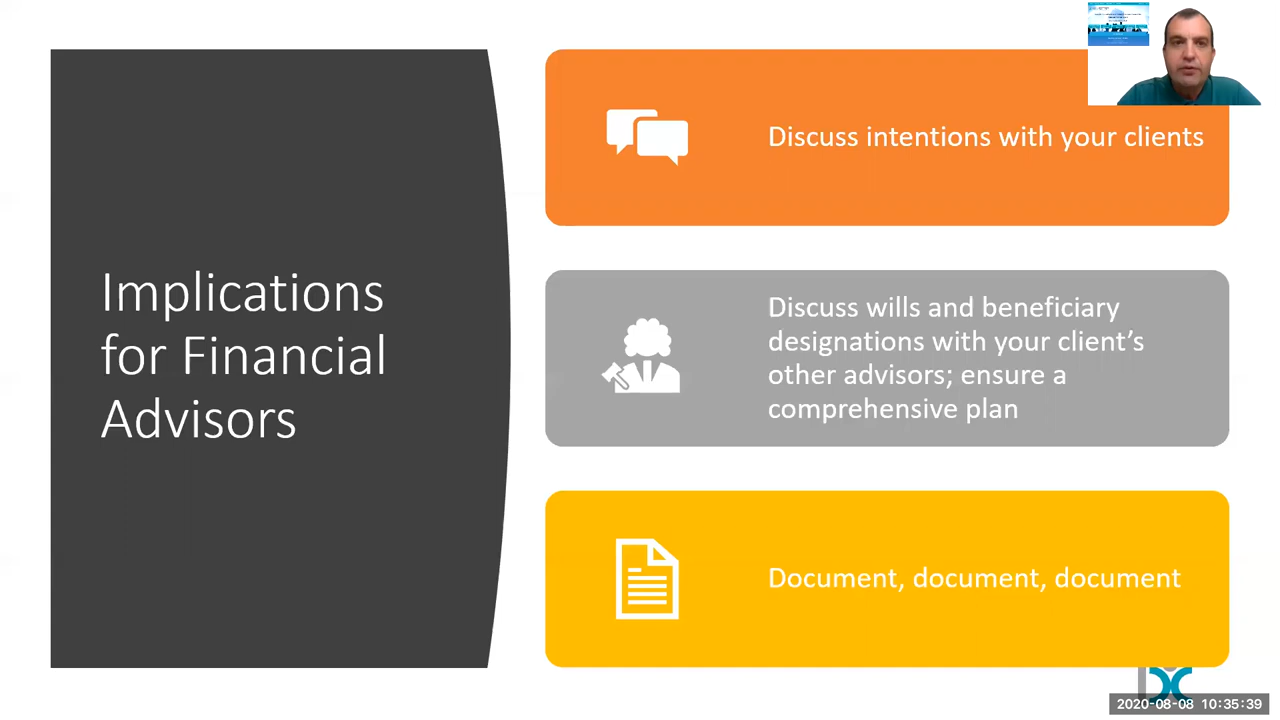 Implications
for Financial
Advisors
Discuss intentions with your clients
Discuss wills and beneficiary
designations with your client’s
other advisors; ensure a
comprehensive plan
Document, document, document
2020-08-08 10:35:39